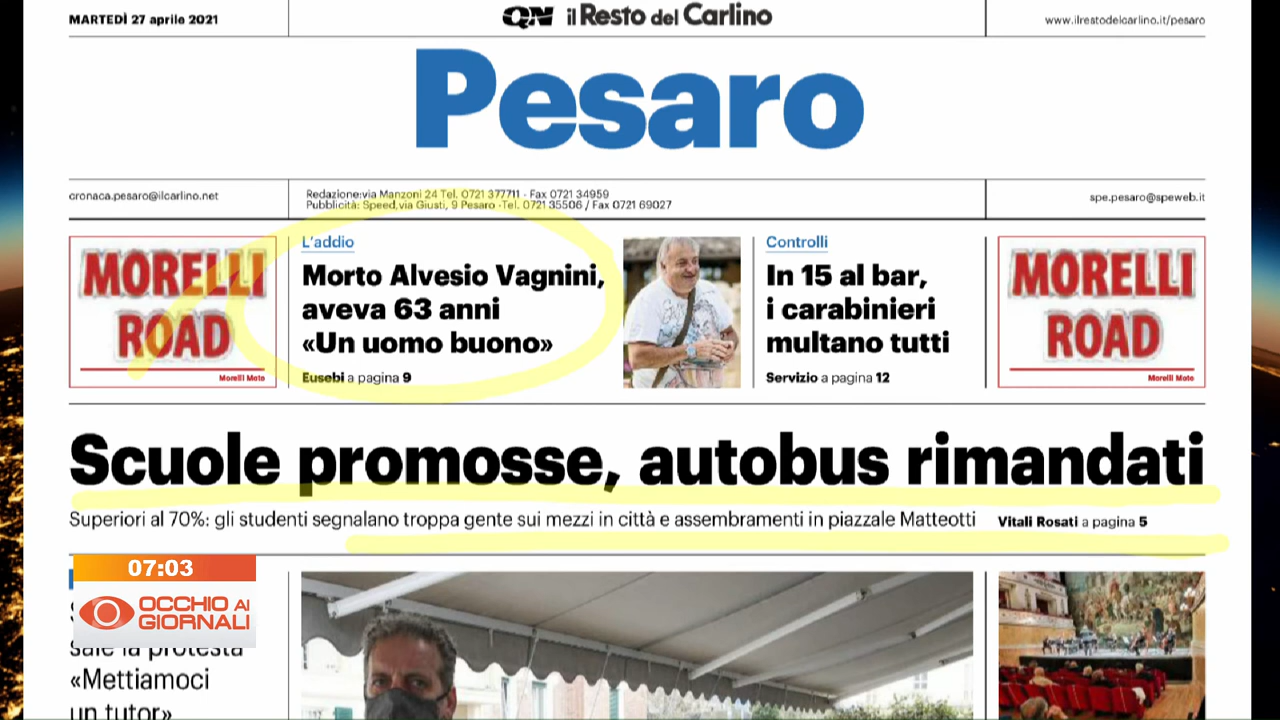 MARTEDÌ 27 aprile 2021
QN il Resto del Carlino
www.ilrestodelcarlino.it/pesaro
Pesaro
cronaca.pesaro@ilcarlino.net
Redazione:via Manzoni 24 Tel. 0721 377711 - Fax 0721 34959
Pubblicità: Speed,via Giusti, 9 Pesaro -Tel. 0721 35506 / Fax 0721 69027
spe.pesaro@speweb.it
MORELLI
ROAD
Morelli Moto
L'addio
Morto Alvesio Vagnini,
aveva 63 anni
«Un uomo buono»
Eusebi a pagina 9
Controlli
In 15 al bar,
i carabinieri
multano tutti
Servizio a pagina 12
MORELLI
ROAD
Morelli Moto
Scuole promosse, autobus rimandati
Superiori al 70%: gli studenti segnalano troppa gente sui mezzi in città e assembramenti in piazzale Matteotti
Vitali Rosati a pagina 5
07:03
OCCHIO AI
GIORNALI
sale la protesta
«Mettiamoci
un tutor»